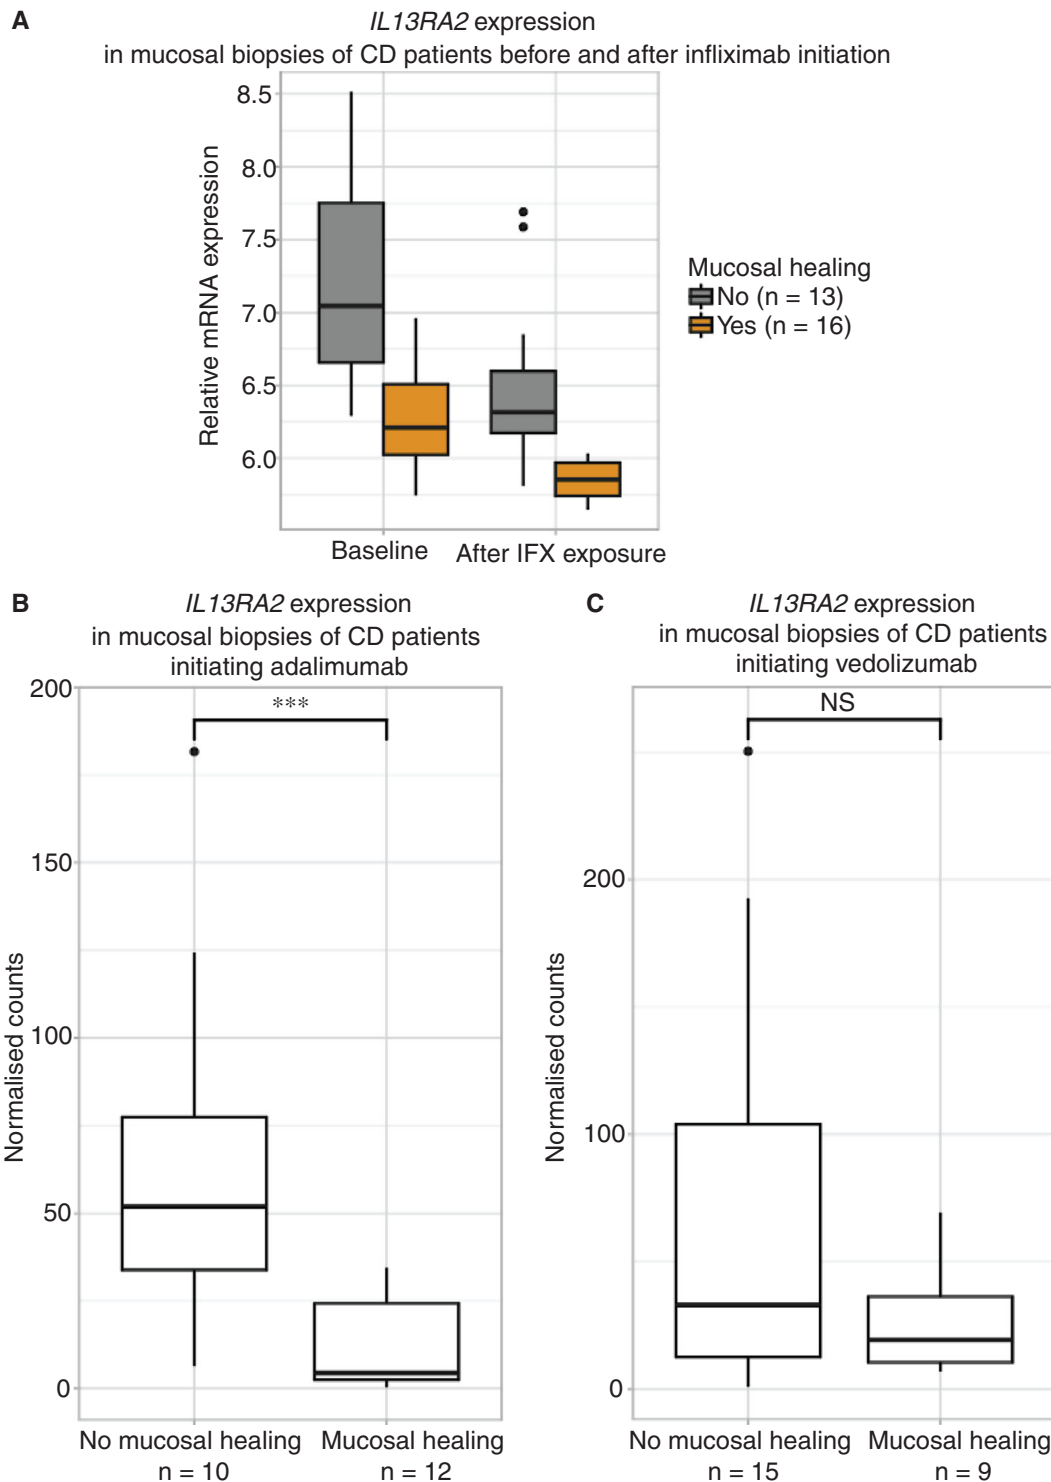 A
IL13RA2 expression
in mucosal biopsies of CD patients before and after infliximab initiation
Relative mRNA expression
8.5
8.0
7.5
7.0
6.5
6.0
Baseline
After IFX exposure
Mucosal healing
No (n = 13)
Yes (n = 16)
B
IL13RA2 expression
in mucosal biopsies of CD patients
initiating adalimumab
Normalised counts
200
150
100
50
0
***
No mucosal healing
n = 10
Mucosal healing
n = 12
C
IL13RA2 expression
in mucosal biopsies of CD patients
initiating vedolizumab
Normalised counts
200
100
0
NS
No mucosal healing
n = 15
Mucosal healing
n = 9